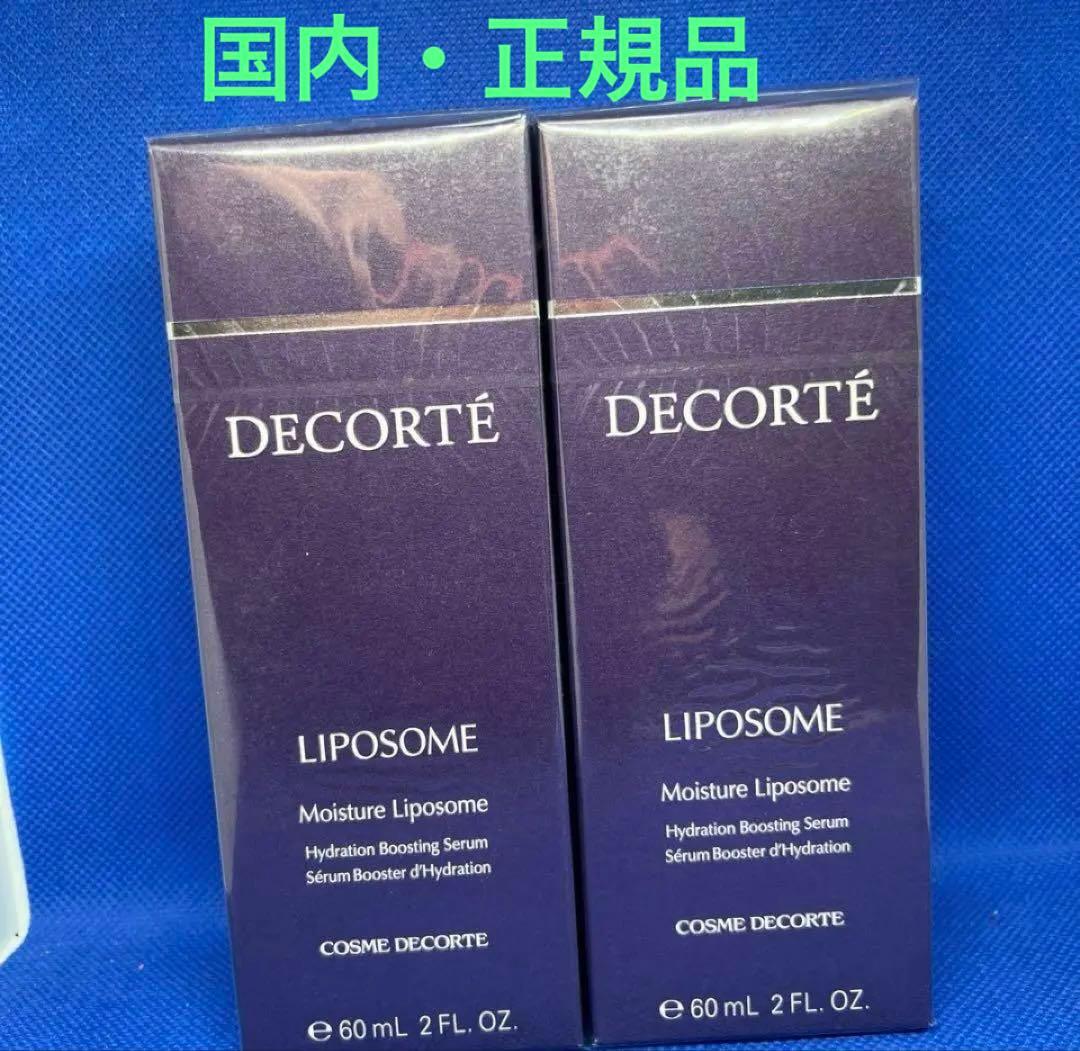 国内・正規品
DECORTÉ
LIPOSOME
Moisture Liposome
Hydration Boosting Serum
Sérum Booster d'Hydration
COSME DECORTE
℮ 60 mL 2 FL. OZ.
DECORTÉ
LIPOSOME
Moisture Liposome
Hydration Boosting Serum
Sérum Booster d'Hydration
COSME DECORTE
℮ 60 mL 2 FL. OZ.